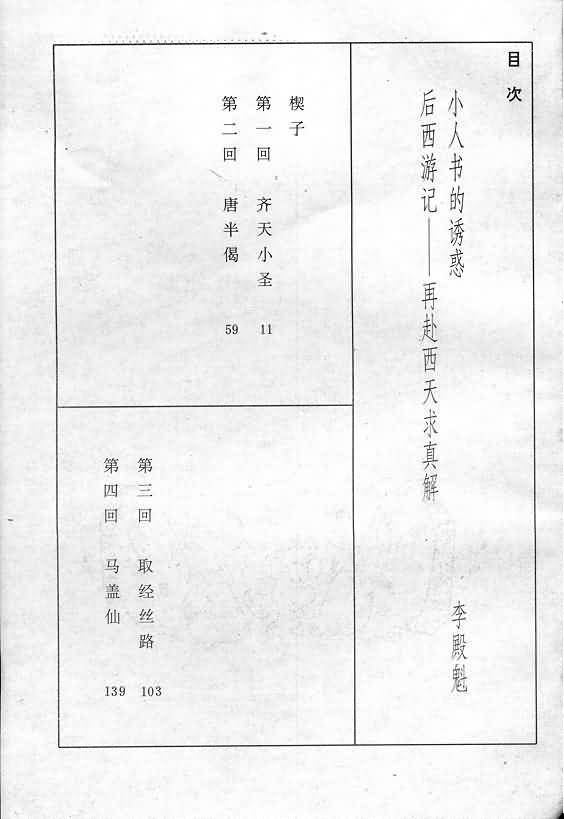 目次
小人书的诱惑 李殿魁
后西游记——再赴西天求真解
楔子
第一回 齐天小圣 11
第二回 唐半偈 59
第三回 取经丝路 103
第四回 马盖仙 139